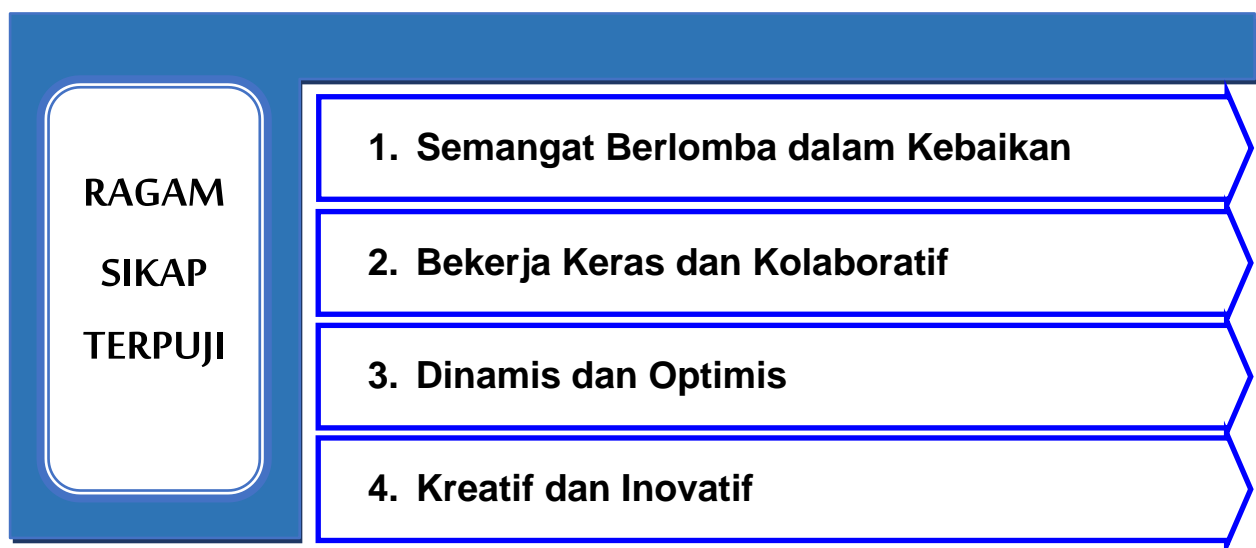 RAGAM
SIKAP
TERPUJI
1. Semangat Berlomba dalam Kebaikan
2. Bekerja Keras dan Kolaboratif
3. Dinamis dan Optimis
4. Kreatif dan Inovatif